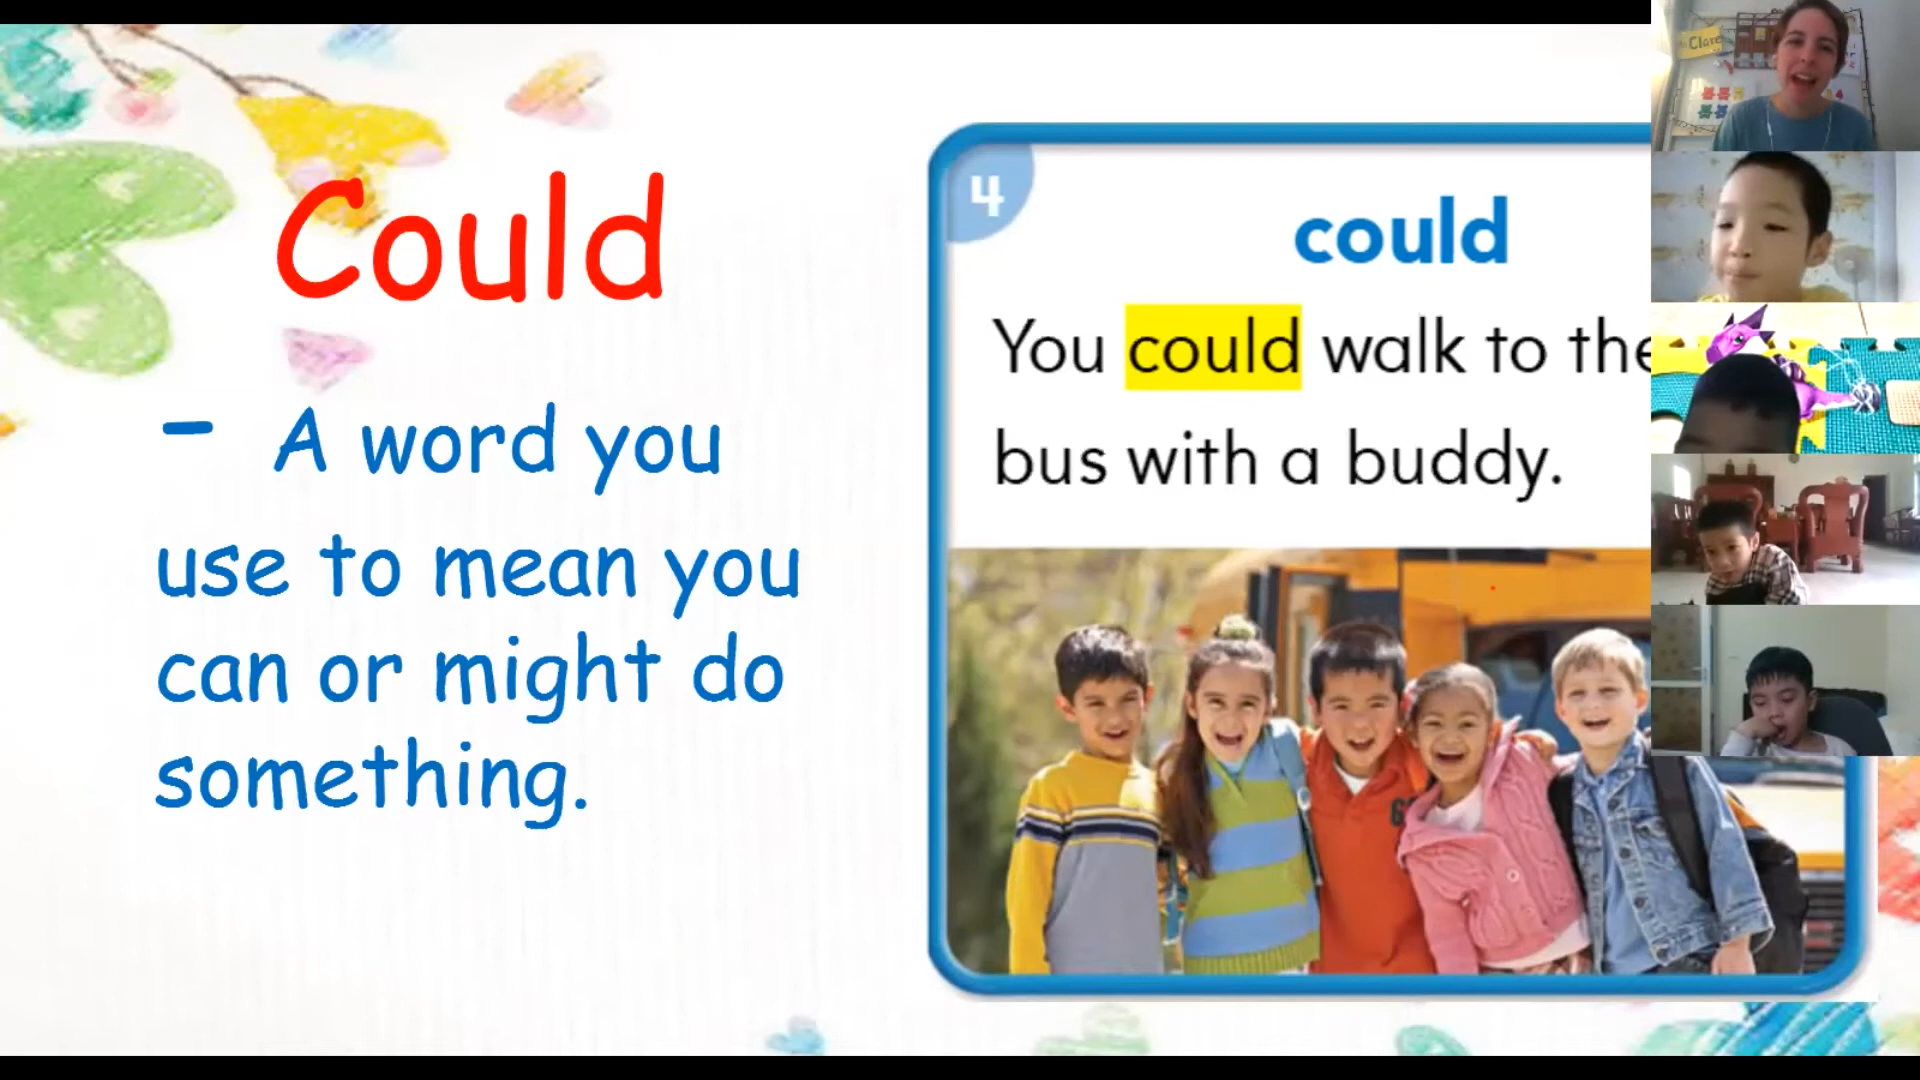 Could
- A word you
use to mean you
can or might do
something.
4
could
You could walk to the
bus with a buddy.
Clare